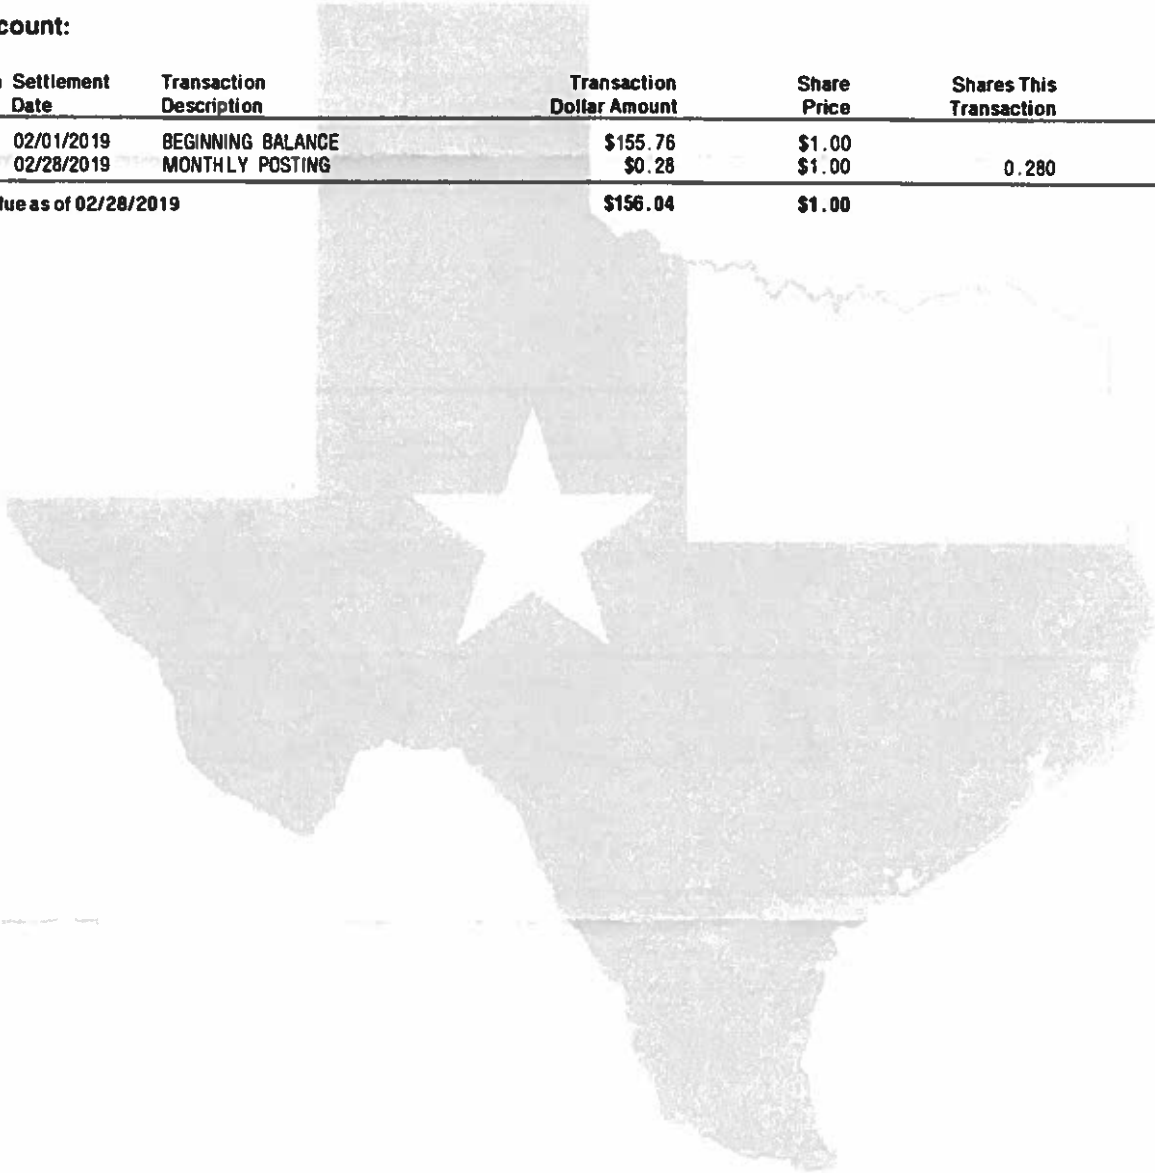 count:
n Settlement Transaction Transaction Share Shares This
Date Description Dollar Amount Price Transaction
02/01/2019 BEGINNING BALANCE $155.76 $1.00
02/28/2019 MONTHLY POSTING $0.28 $1.00 0.280
lue as of 02/28/2019 $156.04 $1.00